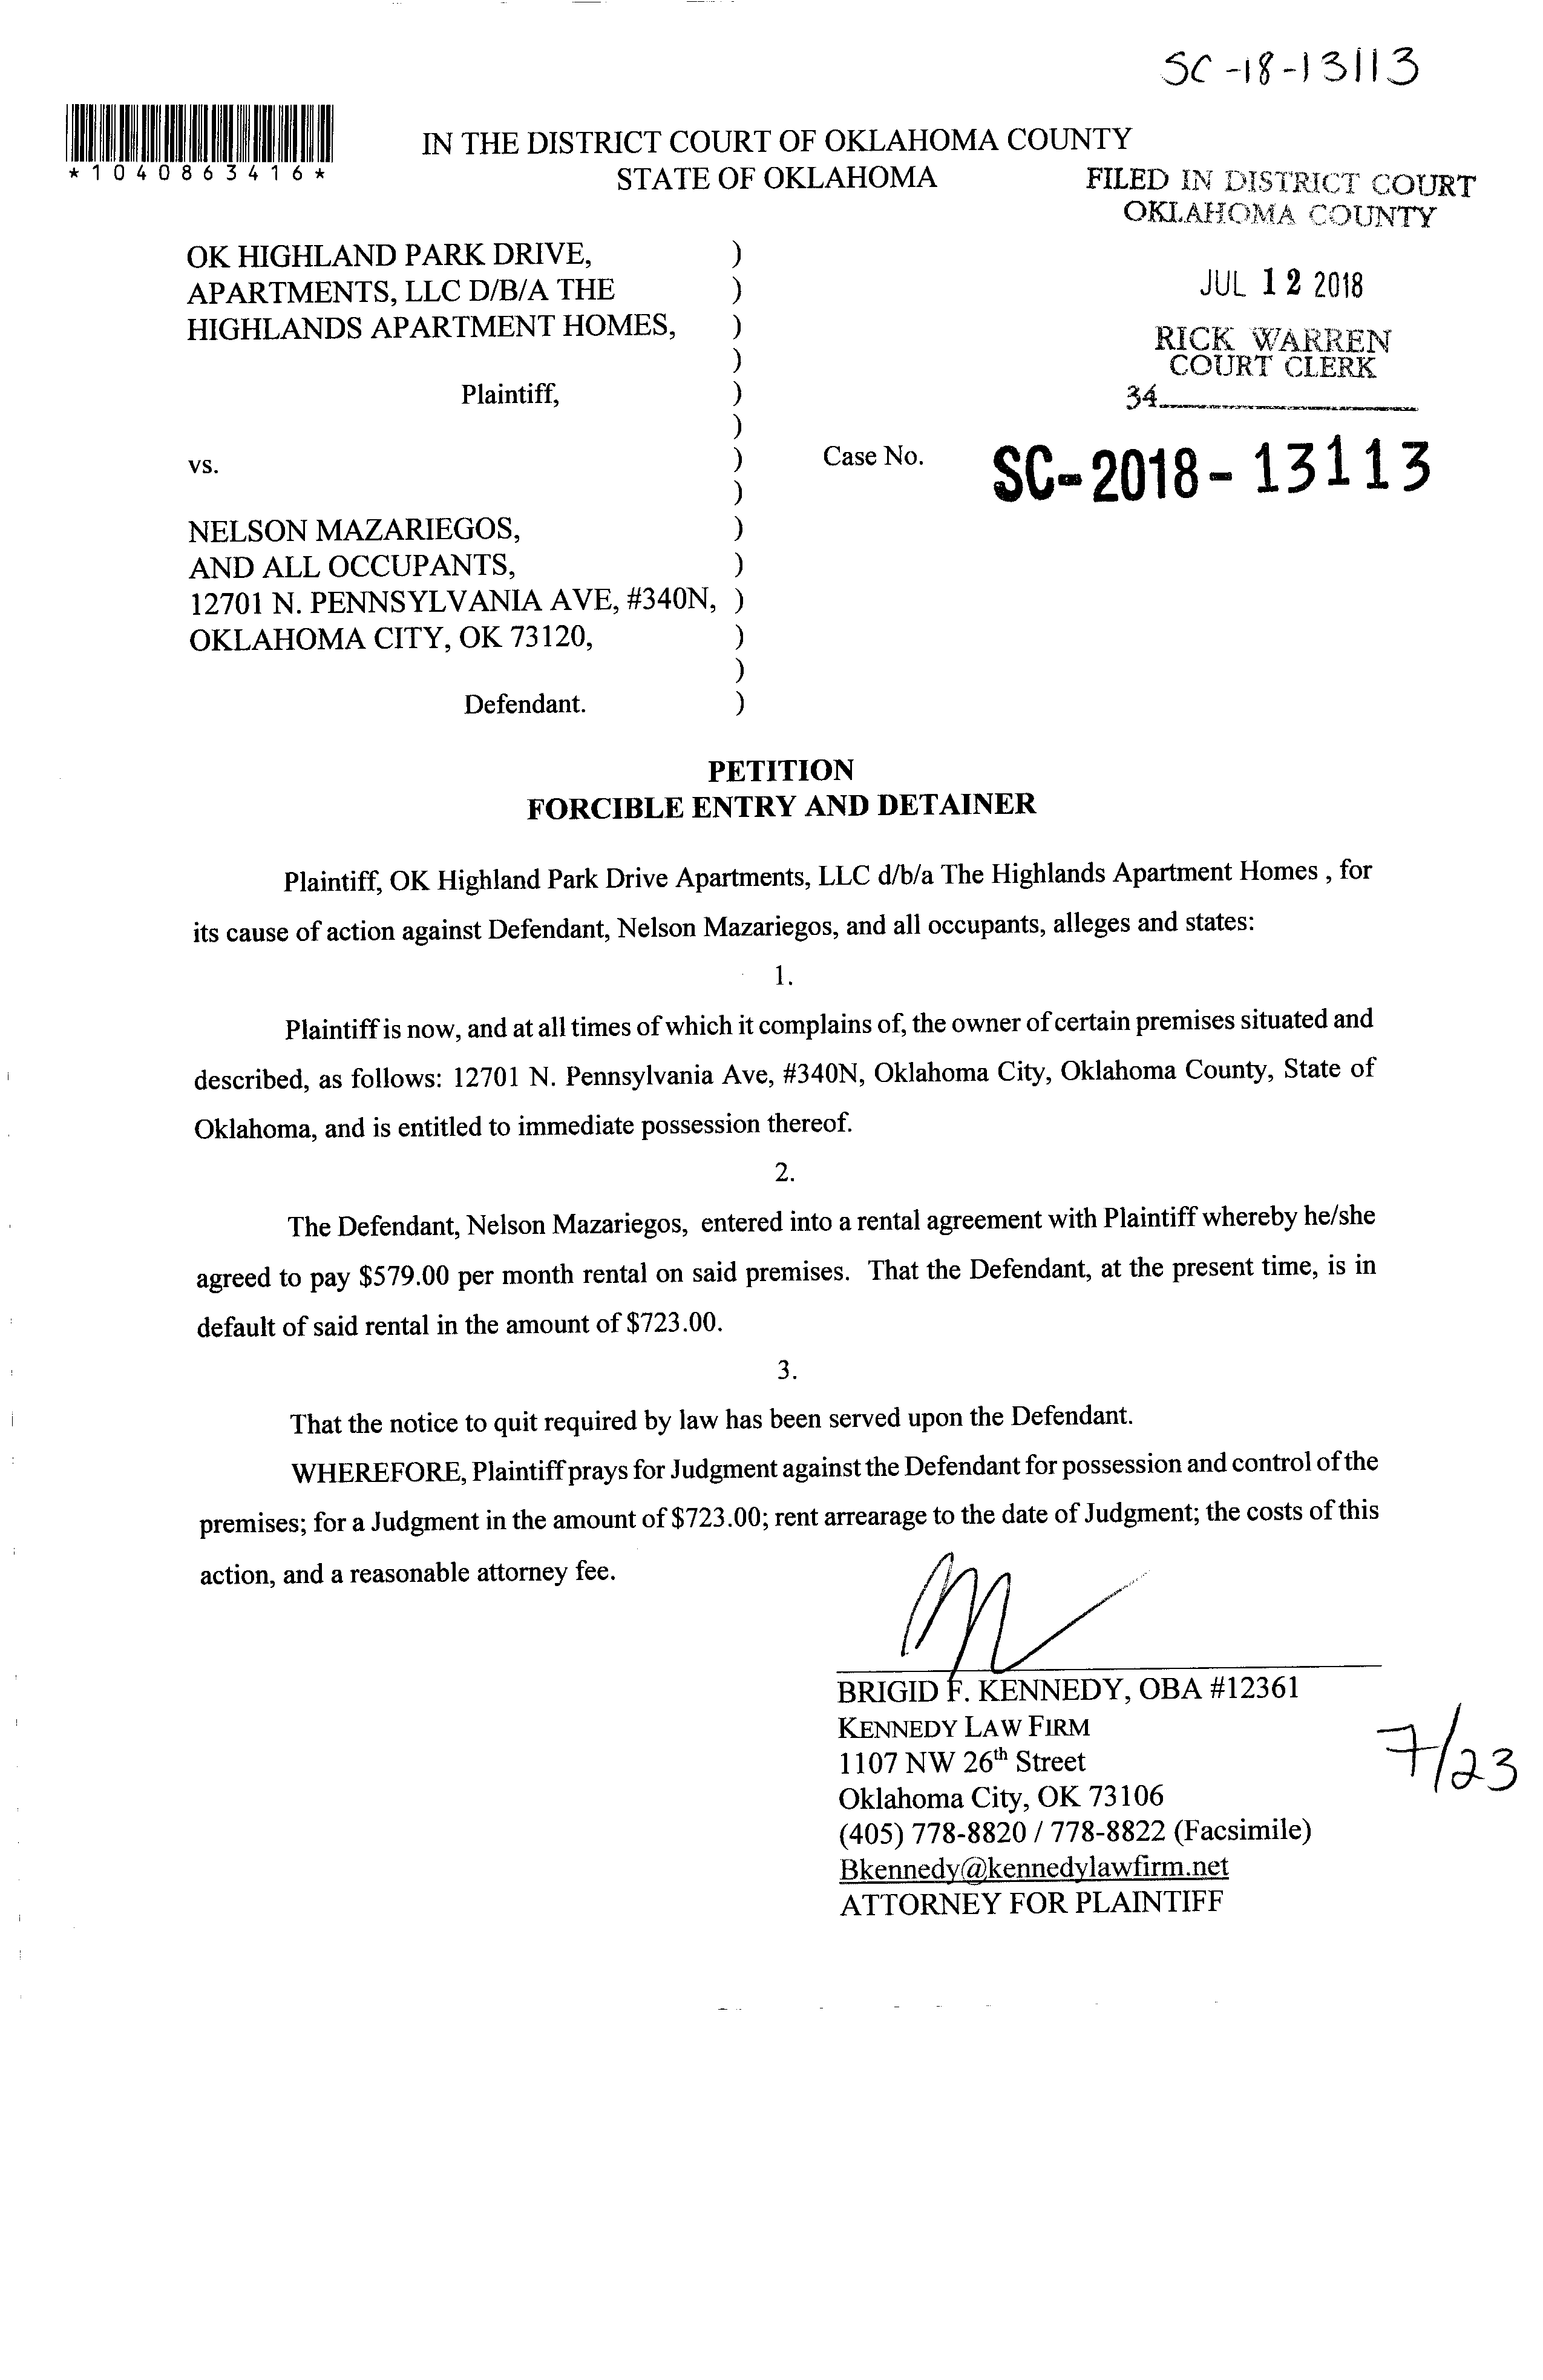 SC-18-13113
*1040863416*
IN THE DISTRICT COURT OF OKLAHOMA COUNTY
STATE OF OKLAHOMA
FILED IN DISTRICT COURT
OKLAHOMA COUNTY
JUL 12 2018
RICK WARREN
COURT CLERK
34
OK HIGHLAND PARK DRIVE, )
APARTMENTS, LLC D/B/A THE )
HIGHLANDS APARTMENT HOMES, )
)
Plaintiff, )
)
vs. ) Case No. SC-2018-13113
)
NELSON MAZARIEGOS, )
AND ALL OCCUPANTS, )
12701 N. PENNSYLVANIA AVE, #340N, )
OKLAHOMA CITY, OK 73120, )
)
Defendant. )
PETITION
FORCIBLE ENTRY AND DETAINER
Plaintiff, OK Highland Park Drive Apartments, LLC d/b/a The Highlands Apartment Homes , for
its cause of action against Defendant, Nelson Mazariegos, and all occupants, alleges and states:
1.
Plaintiff is now, and at all times of which it complains of, the owner of certain premises situated and
described, as follows: 12701 N. Pennsylvania Ave, #340N, Oklahoma City, Oklahoma County, State of
Oklahoma, and is entitled to immediate possession thereof.
2.
The Defendant, Nelson Mazariegos, entered into a rental agreement with Plaintiff whereby he/she
agreed to pay $579.00 per month rental on said premises. That the Defendant, at the present time, is in
default of said rental in the amount of $723.00.
3.
That the notice to quit required by law has been served upon the Defendant.
WHEREFORE, Plaintiff prays for Judgment against the Defendant for possession and control of the
premises; for a Judgment in the amount of $723.00; rent arrearage to the date of Judgment; the costs of this
action, and a reasonable attorney fee.
BRIGID F. KENNEDY, OBA #12361
KENNEDY LAW FIRM
1107 NW 26th Street
Oklahoma City, OK 73106
(405) 778-8820 / 778-8822 (Facsimile)
Bkennedy@kennedylawfirm.net
ATTORNEY FOR PLAINTIFF
7/23